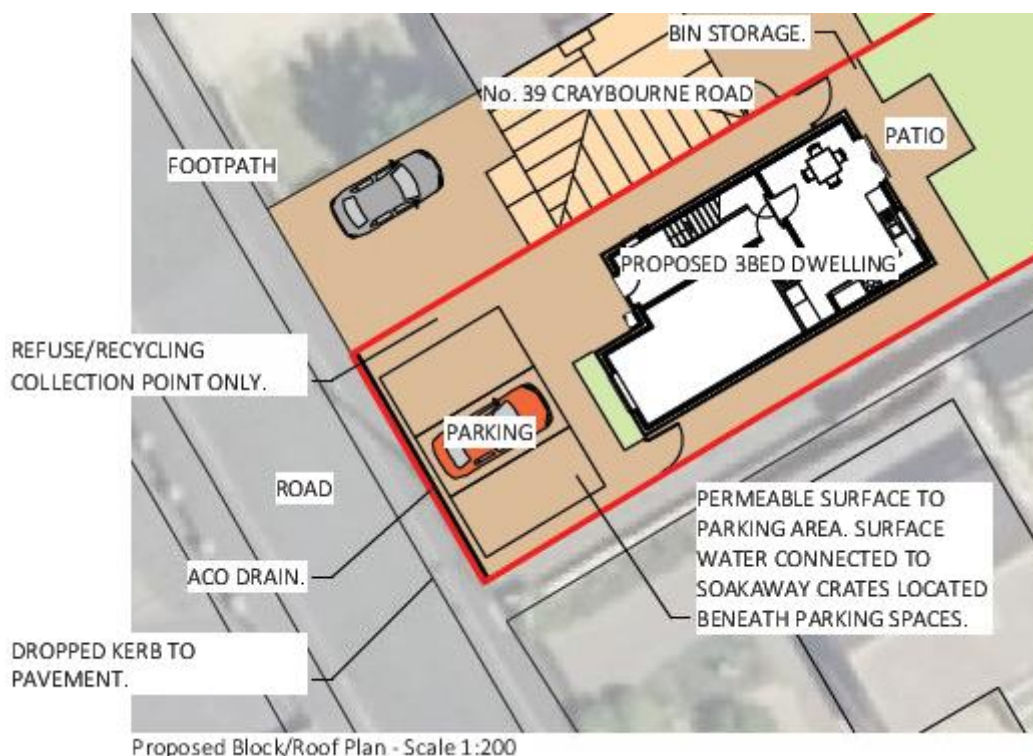 BIN STORAGE.
No. 39 CRAYBOURNE ROAD
PATIO
FOOTPATH
PROPOSED 3BED DWELLING
REFUSE/RECYCLING
COLLECTION POINT ONLY.
PARKING
ROAD
PERMEABLE SURFACE TO
PARKING AREA. SURFACE
WATER CONNECTED TO
SOAKAWAY CRATES LOCATED
BENEATH PARKING SPACES.
ACO DRAIN.
DROPPED KERB TO
PAVEMENT.
Proposed Block/Roof Plan - Scale 1:200